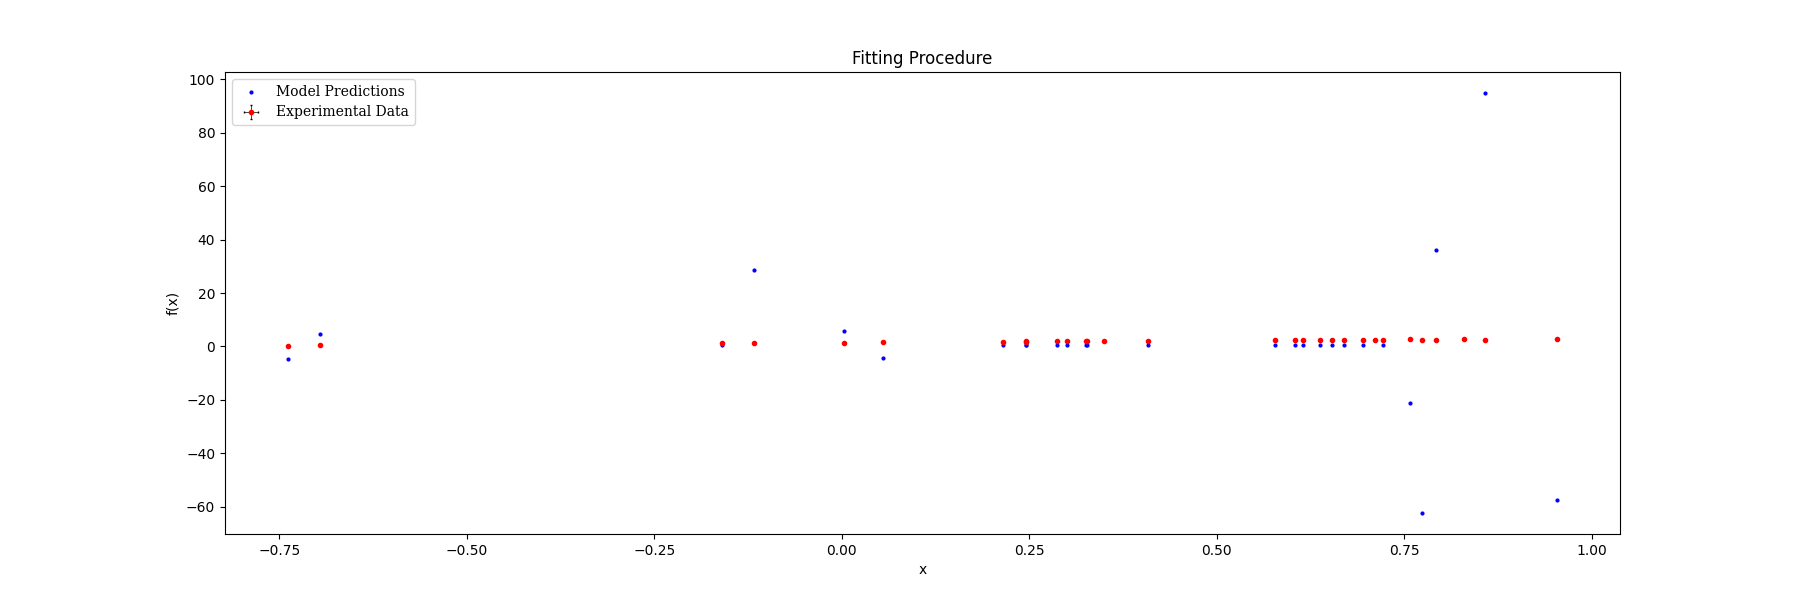 Fitting Procedure
Model Predictions
Experimental Data
100
80
60
40
20
0
−20
−40
−60
f(x)
−0.75 −0.50 −0.25 0.00 0.25 0.50 0.75 1.00
x